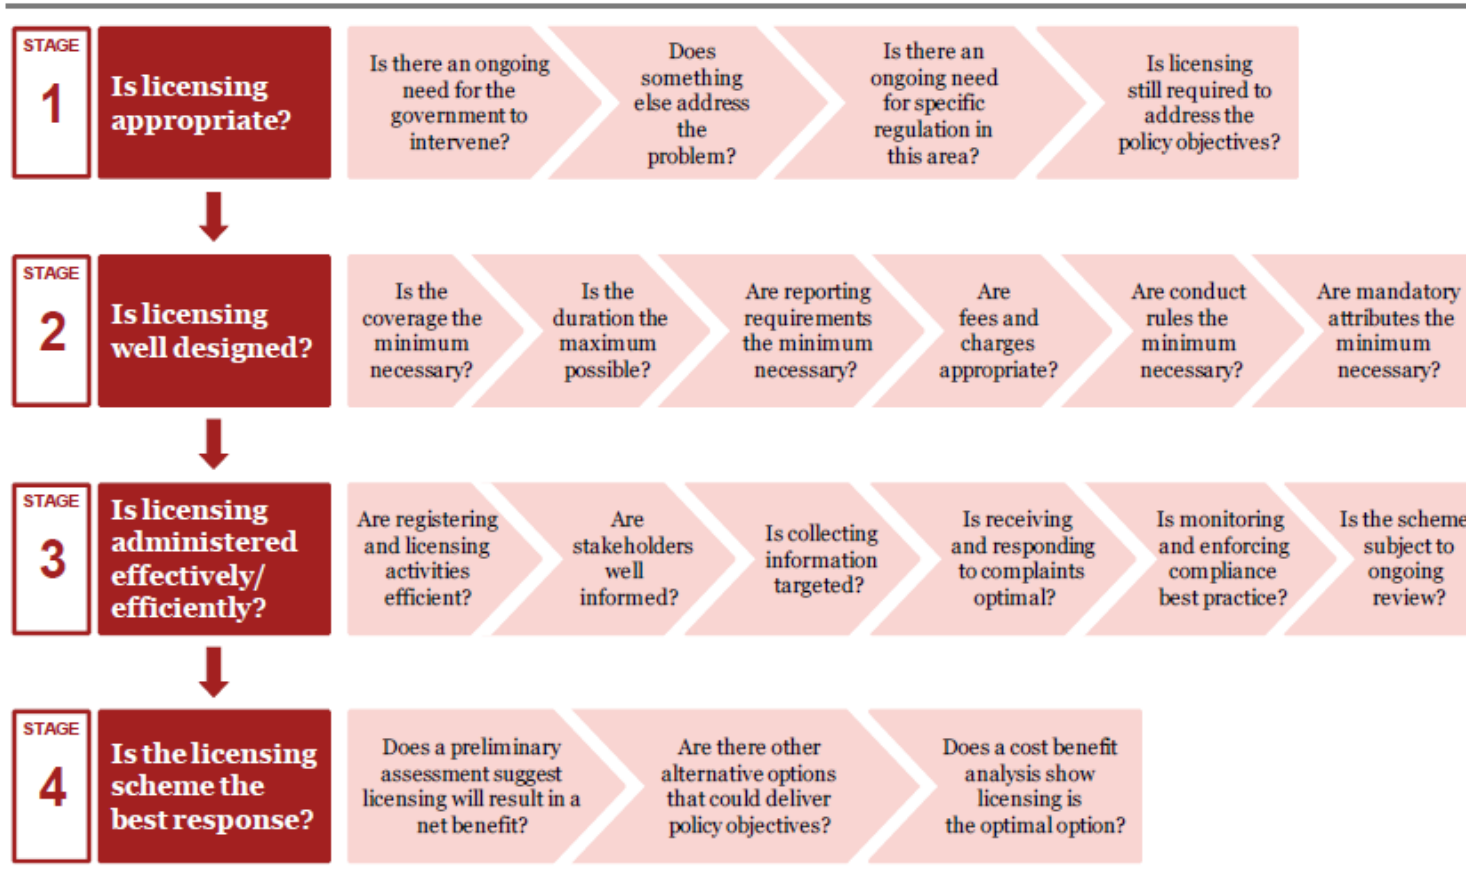 STAGE
1
Is licensing
appropriate?
Is there an ongoing
need for the
government to
intervene?
Does
something
else address
the
problem?
Is there an
ongoing need
for specific
regulation in
this area?
Is licensing
still required to
address the
policy objectives?
STAGE
2
Is licensing
well designed?
Is the
coverage the
minimum
necessary?
Is the
duration the
maximum
possible?
Are reporting
requirements
the minimum
necessary?
Are
fees and
charges
appropriate?
Are conduct
rules the
minimum
necessary?
Are mandatory
attributes the
minimum
necessary?
STAGE
3
Is licensing
administered
effectively/
efficiently?
Are registering
and licensing
activities
efficient?
Are
stakeholders
well
informed?
Is collecting
information
targeted?
Is receiving
and responding
to complaints
optimal?
Is monitoring
and enforcing
compliance
best practice?
Is the scheme
subject to
ongoing
review?
STAGE
4
Is the licensing
scheme the
best response?
Does a preliminary
assessment suggest
licensing will result in a
net benefit?
Are there other
alternative options
that could deliver
policy objectives?
Does a cost benefit
analysis show
licensing is
the optimal option?